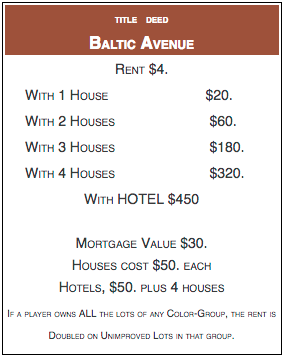 TITLE DEED
BALTIC AVENUE
RENT $4.
WITH 1 HOUSE $20.
WITH 2 HOUSES $60.
WITH 3 HOUSES $180.
WITH 4 HOUSES $320.
WITH HOTEL $450
MORTGAGE VALUE $30.
HOUSES COST $50. EACH
HOTELS, $50. PLUS 4 HOUSES
IF A PLAYER OWNS ALL THE LOTS OF ANY COLOR-GROUP, THE RENT IS
DOUBLED ON UNIMPROVED LOTS IN THAT GROUP.